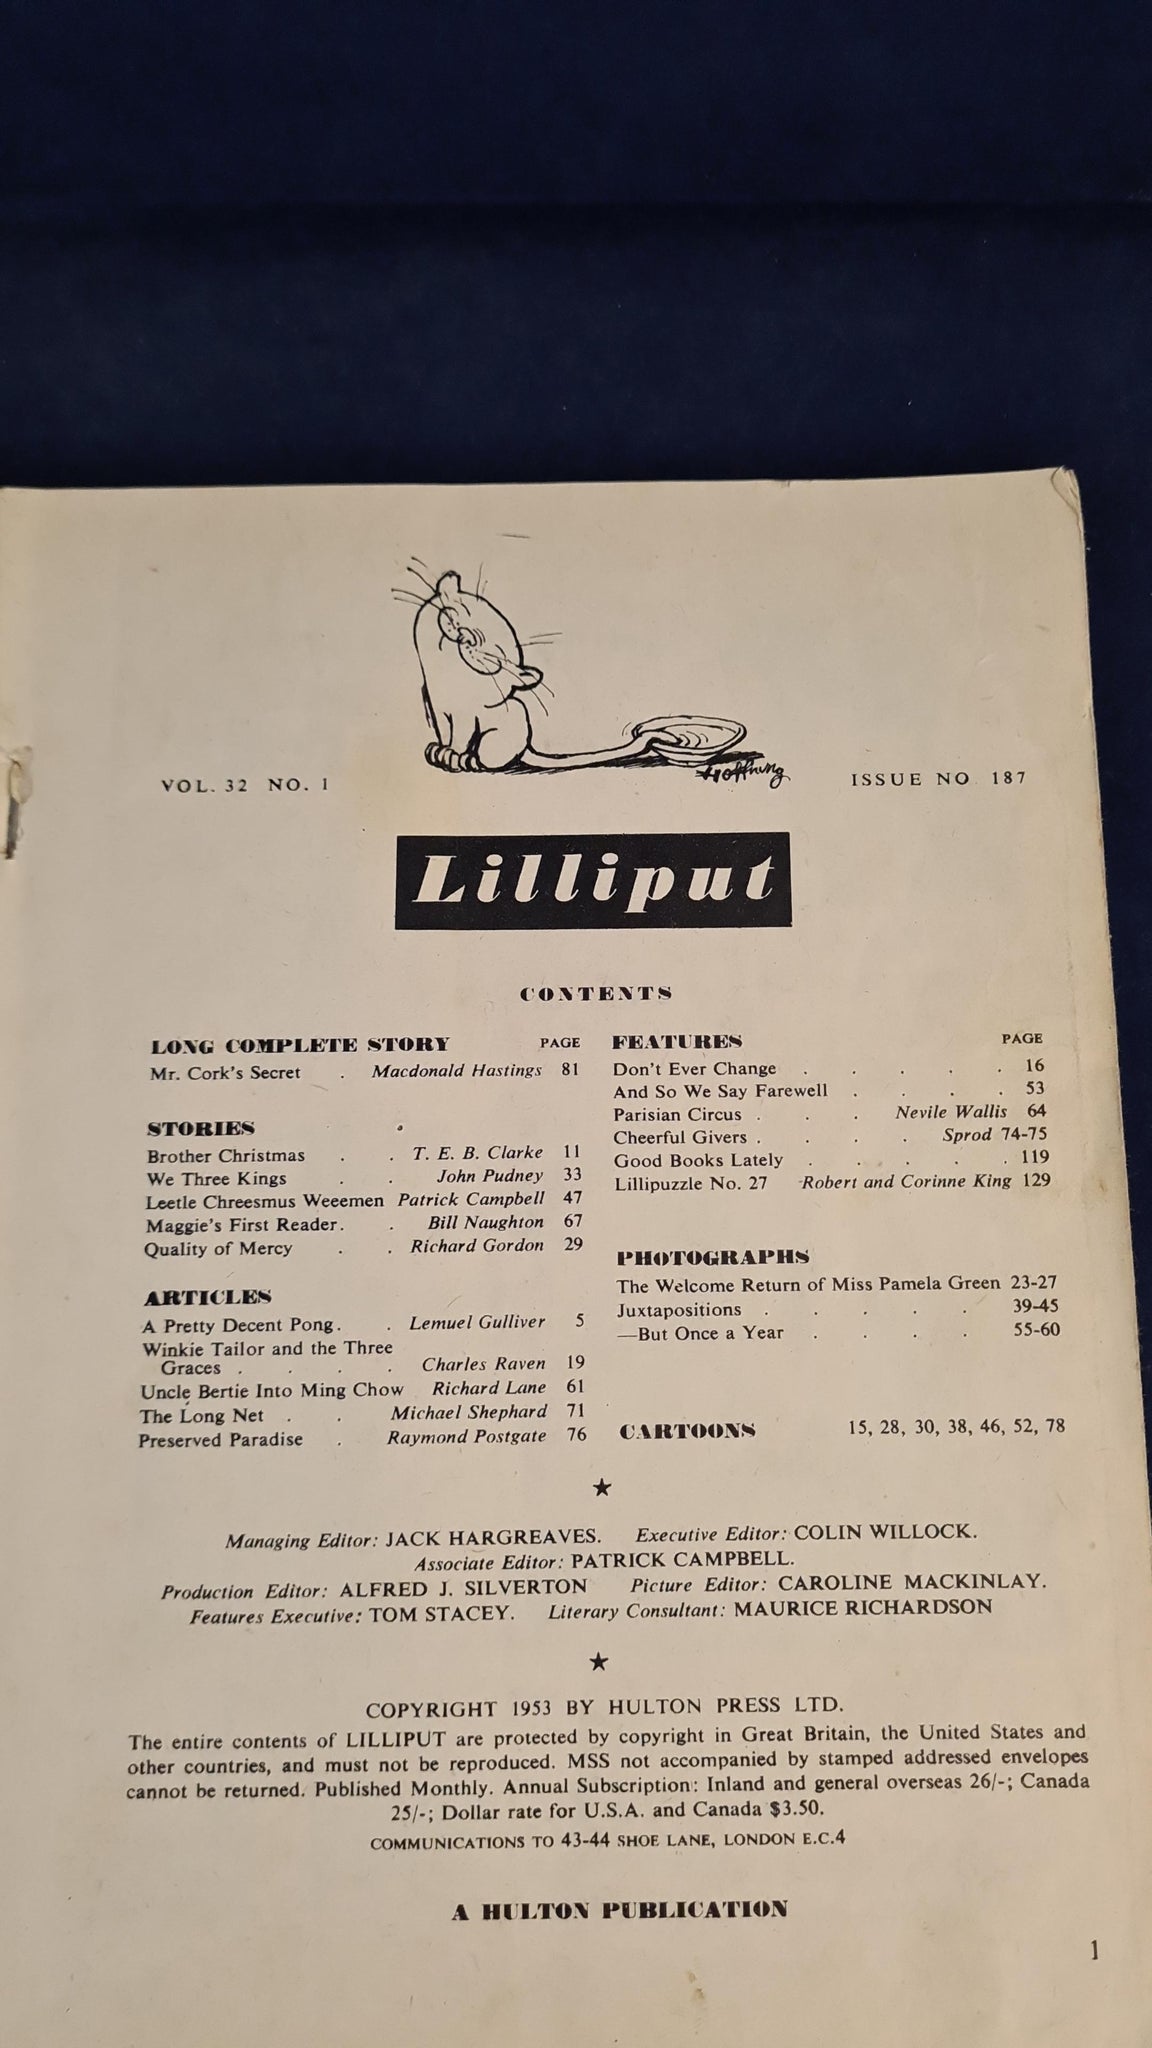 Hoffnung
VOL. 32 NO. 1
ISSUE NO 187
Lilliput
CONTENTS
LONG COMPLETE STORY PAGE
Mr. Cork's Secret . Macdonald Hastings 81
STORIES
Brother Christmas . . T. E. B. Clarke 11
We Three Kings . . John Pudney 33
Leetle Chreesmus Weeemen Patrick Campbell 47
Maggie's First Reader. . Bill Naughton 67
Quality of Mercy . . Richard Gordon 29
ARTICLES
A Pretty Decent Pong. . Lemuel Gulliver 5
Winkie Tailor and the Three
Graces . . . . Charles Raven 19
Uncle Bertie Into Ming Chow Richard Lane 61
The Long Net . . Michael Shephard 71
Preserved Paradise . Raymond Postgate 76
FEATURES PAGE
Don't Ever Change . . . . . 16
And So We Say Farewell . . . . 53
Parisian Circus . . . Nevile Wallis 64
Cheerful Givers . . . . Sprod 74-75
Good Books Lately . . . . . 119
Lillipuzzle No. 27 Robert and Corinne King 129
PHOTOGRAPHS
The Welcome Return of Miss Pamela Green 23-27
Juxtapositions . . . . . 39-45
—But Once a Year . . . . 55-60
CARTOONS 15, 28, 30, 38, 46, 52, 78
★
Managing Editor: JACK HARGREAVES. Executive Editor: COLIN WILLOCK.
Associate Editor: PATRICK CAMPBELL.
Production Editor: ALFRED J. SILVERTON Picture Editor: CAROLINE MACKINLAY.
Features Executive: TOM STACEY. Literary Consultant: MAURICE RICHARDSON
★
COPYRIGHT 1953 BY HULTON PRESS LTD.
The entire contents of LILLIPUT are protected by copyright in Great Britain, the United States and
other countries, and must not be reproduced. MSS not accompanied by stamped addressed envelopes
cannot be returned. Published Monthly. Annual Subscription: Inland and general overseas 26/-; Canada
25/-; Dollar rate for U.S.A. and Canada $3.50.
COMMUNICATIONS TO 43-44 SHOE LANE, LONDON E.C.4
A HULTON PUBLICATION
1